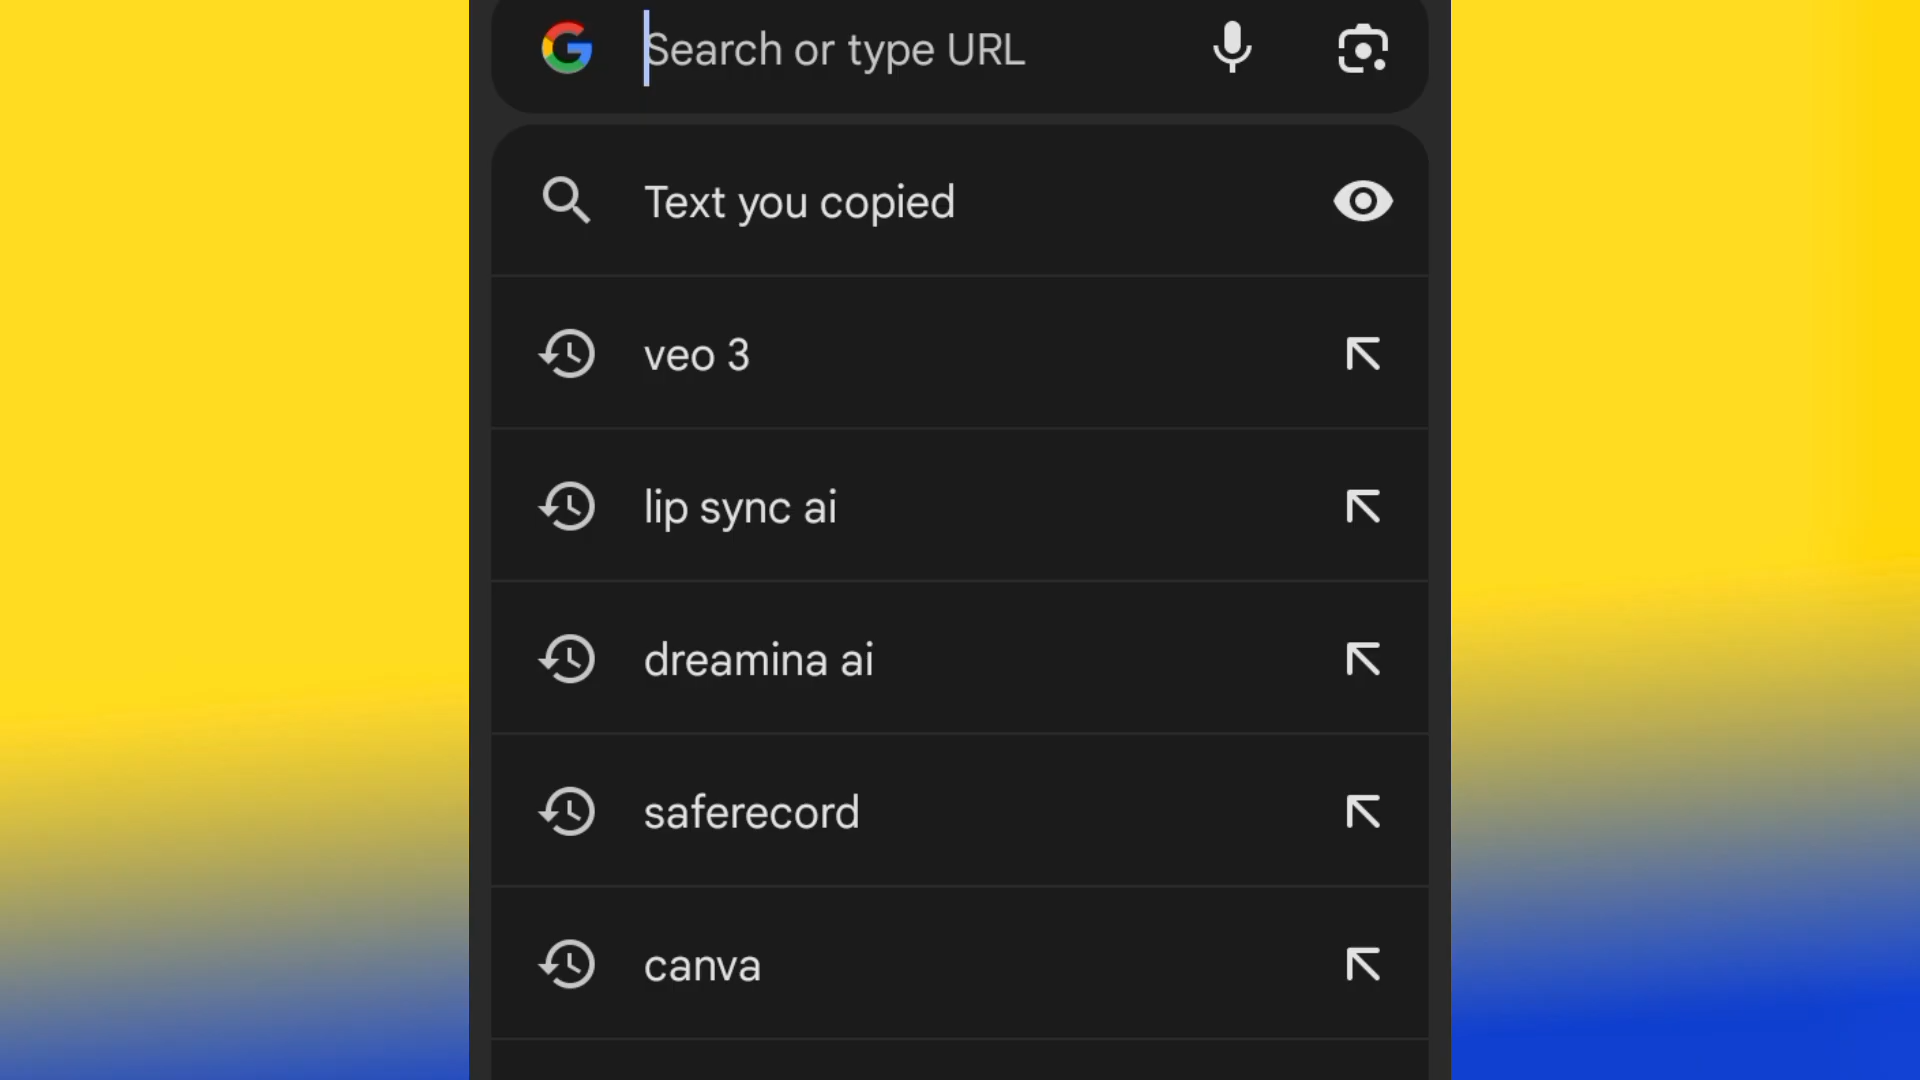 Search or type URL
Text you copied
veo 3
lip sync ai
dreamina ai
saferecord
canva